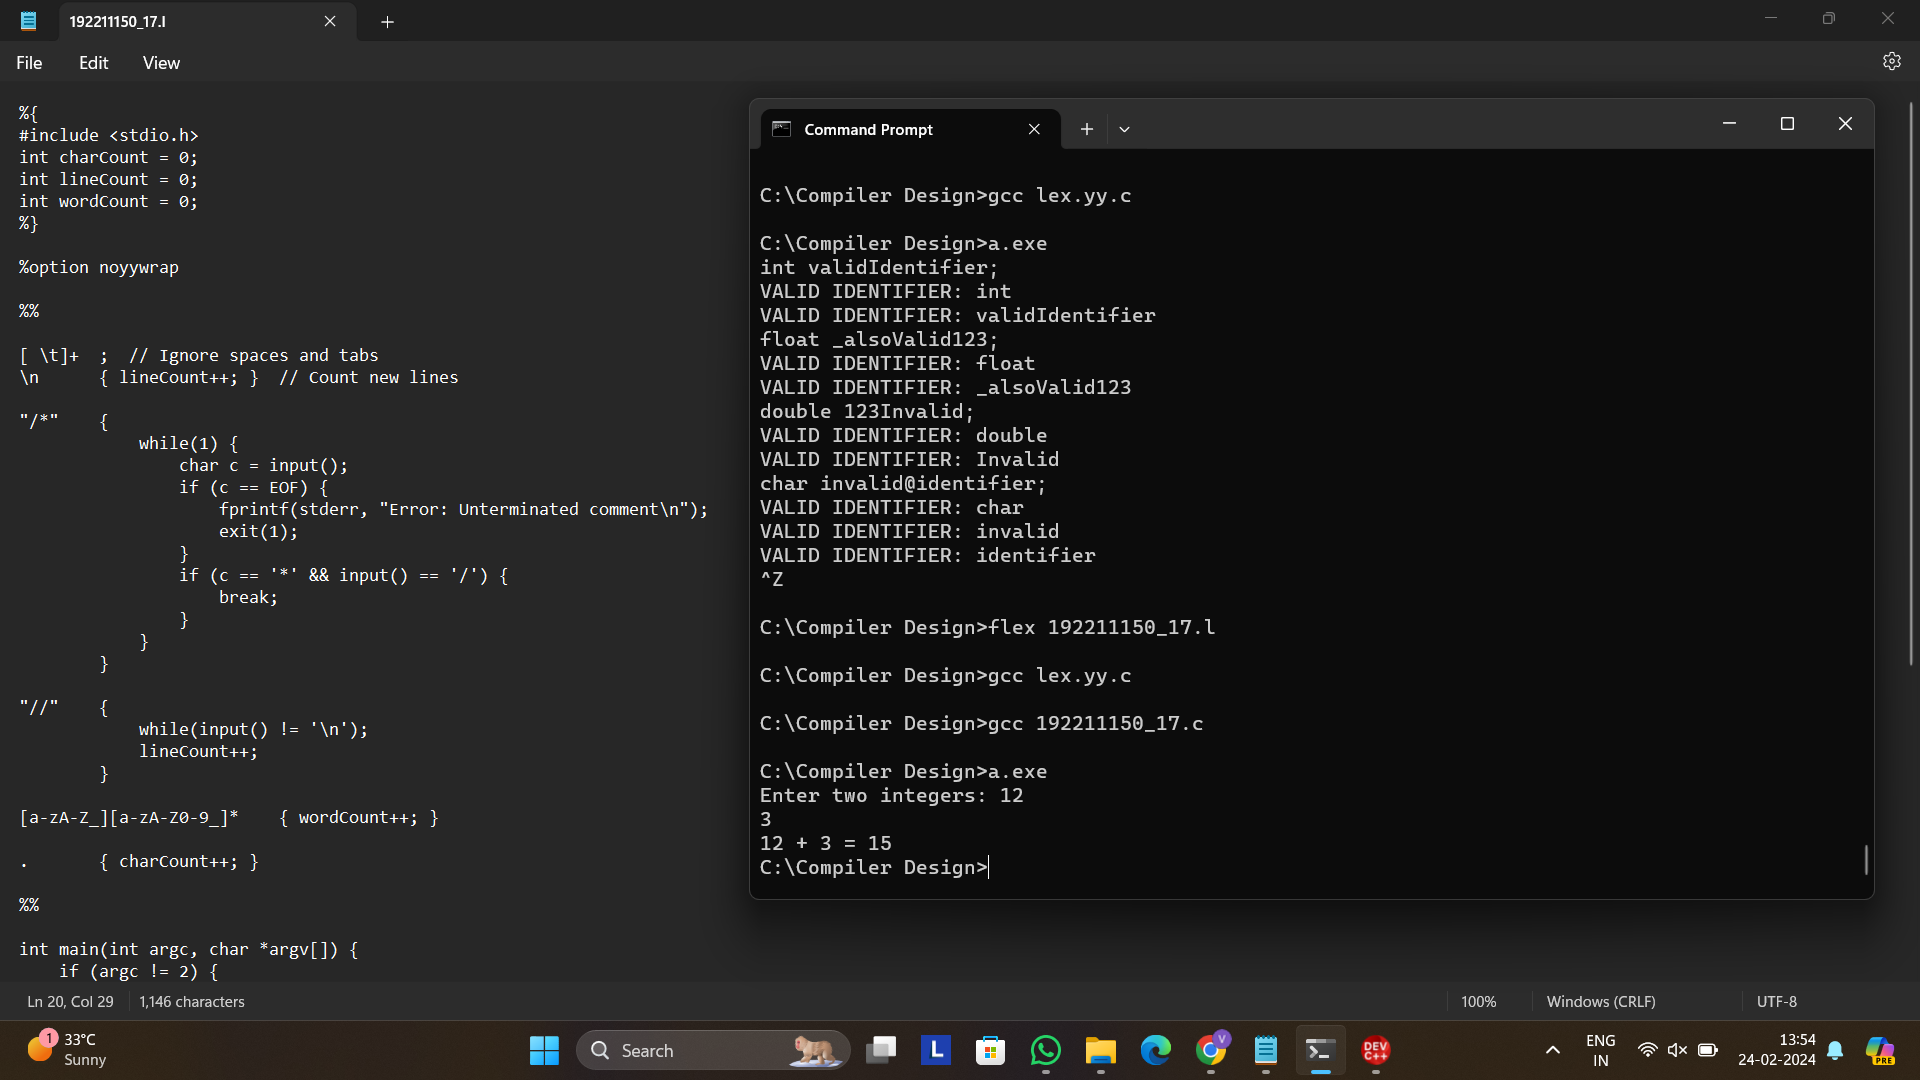 192211150_17.l
File Edit View
%{
#include <stdio.h>
int charCount = 0;
int lineCount = 0;
int wordCount = 0;
%}
%option noyywrap
%%
[ \t]+  ;  // Ignore spaces and tabs
\n      { lineCount++; }  // Count new lines
"/*"    {
            while(1) {
                char c = input();
                if (c == EOF) {
                    fprintf(stderr, "Error: Unterminated comment\n");
                    exit(1);
                }
                if (c == '*' && input() == '/') {
                    break;
                }
            }
        }
"//"    {
            while(input() != '\n');
            lineCount++;
        }
[a-zA-Z_][a-zA-Z0-9_]*    { wordCount++; }
.       { charCount++; }
%%
int main(int argc, char *argv[]) {
    if (argc != 2) {
Command Prompt
C:\Compiler Design>gcc lex.yy.c
C:\Compiler Design>a.exe
int validIdentifier;
VALID IDENTIFIER: int
VALID IDENTIFIER: validIdentifier
float _alsoValid123;
VALID IDENTIFIER: float
VALID IDENTIFIER: _alsoValid123
double 123Invalid;
VALID IDENTIFIER: double
VALID IDENTIFIER: Invalid
char invalid@identifier;
VALID IDENTIFIER: char
VALID IDENTIFIER: invalid
VALID IDENTIFIER: identifier
^Z
C:\Compiler Design>flex 192211150_17.l
C:\Compiler Design>gcc lex.yy.c
C:\Compiler Design>gcc 192211150_17.c
C:\Compiler Design>a.exe
Enter two integers: 12
3
12 + 3 = 15
C:\Compiler Design>
Ln 20, Col 29 1,146 characters 100% Windows (CRLF) UTF-8
1
33°C
Sunny
Search
L
V
DEV
C++
ENG
IN
13:54
24-02-2024
PRE